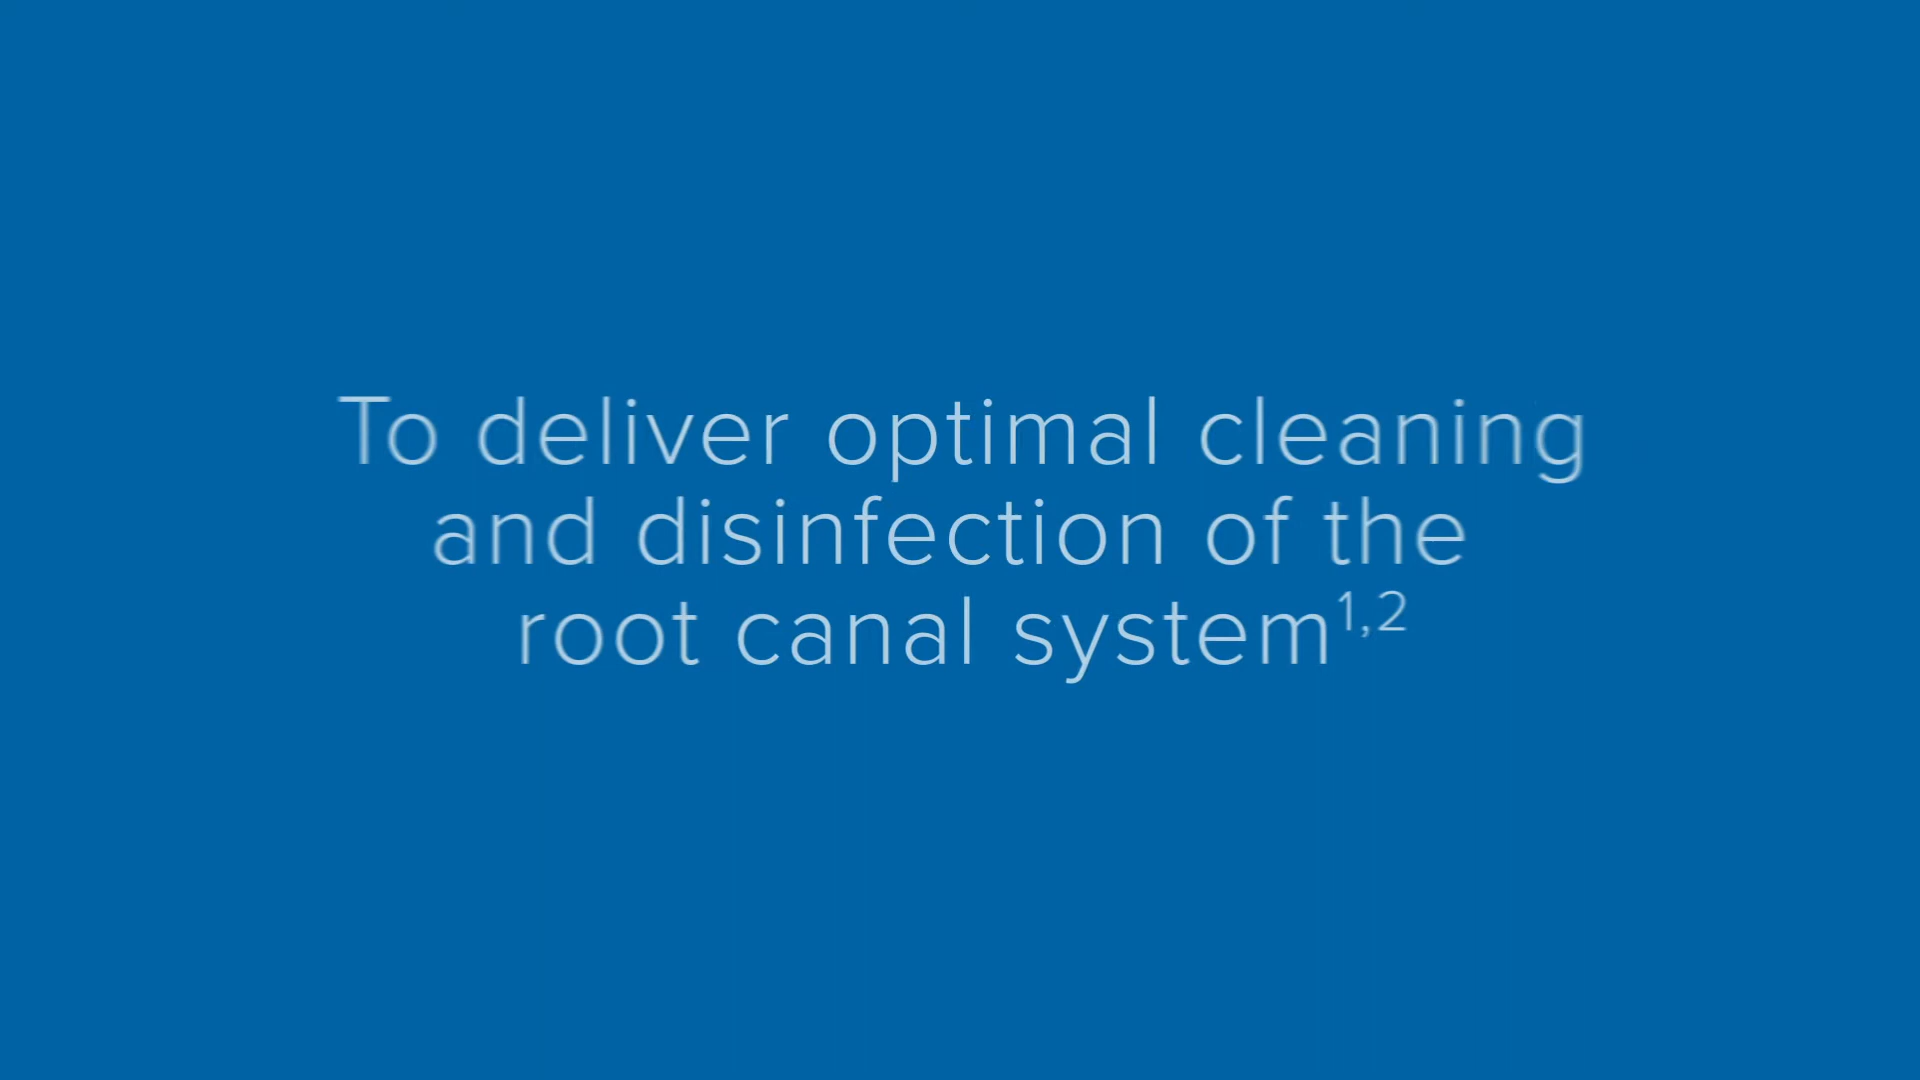 To deliver optimal cleaning
and disinfection of the
root canal system¹,²